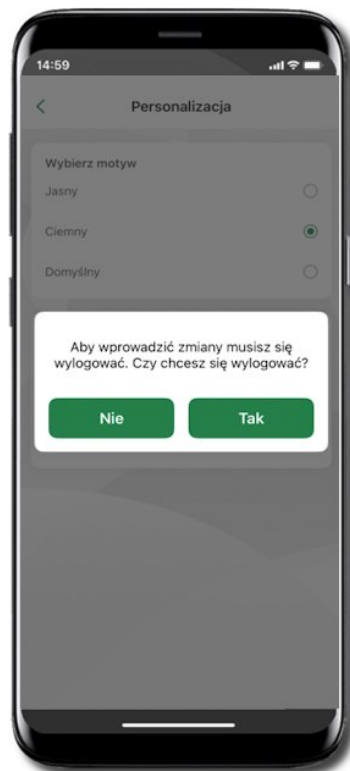 14:59
Personalizacja
Wybierz motyw
Jasny
Ciemny
Domyślny
Aby wprowadzić zmiany musisz się
wylogować. Czy chcesz się wylogować?
Nie
Tak